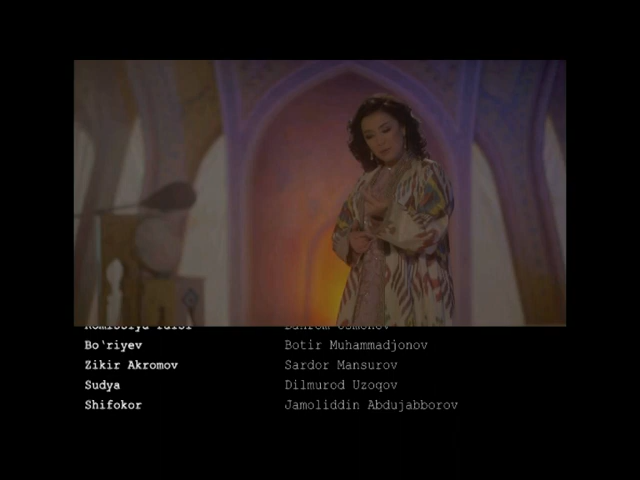 Bo'riyev Botir Muhammadjonov
Zikir Akromov Sardor Mansurov
Sudya Dilmurod Uzoqov
Shifokor Jamoliddin Abdujabborov